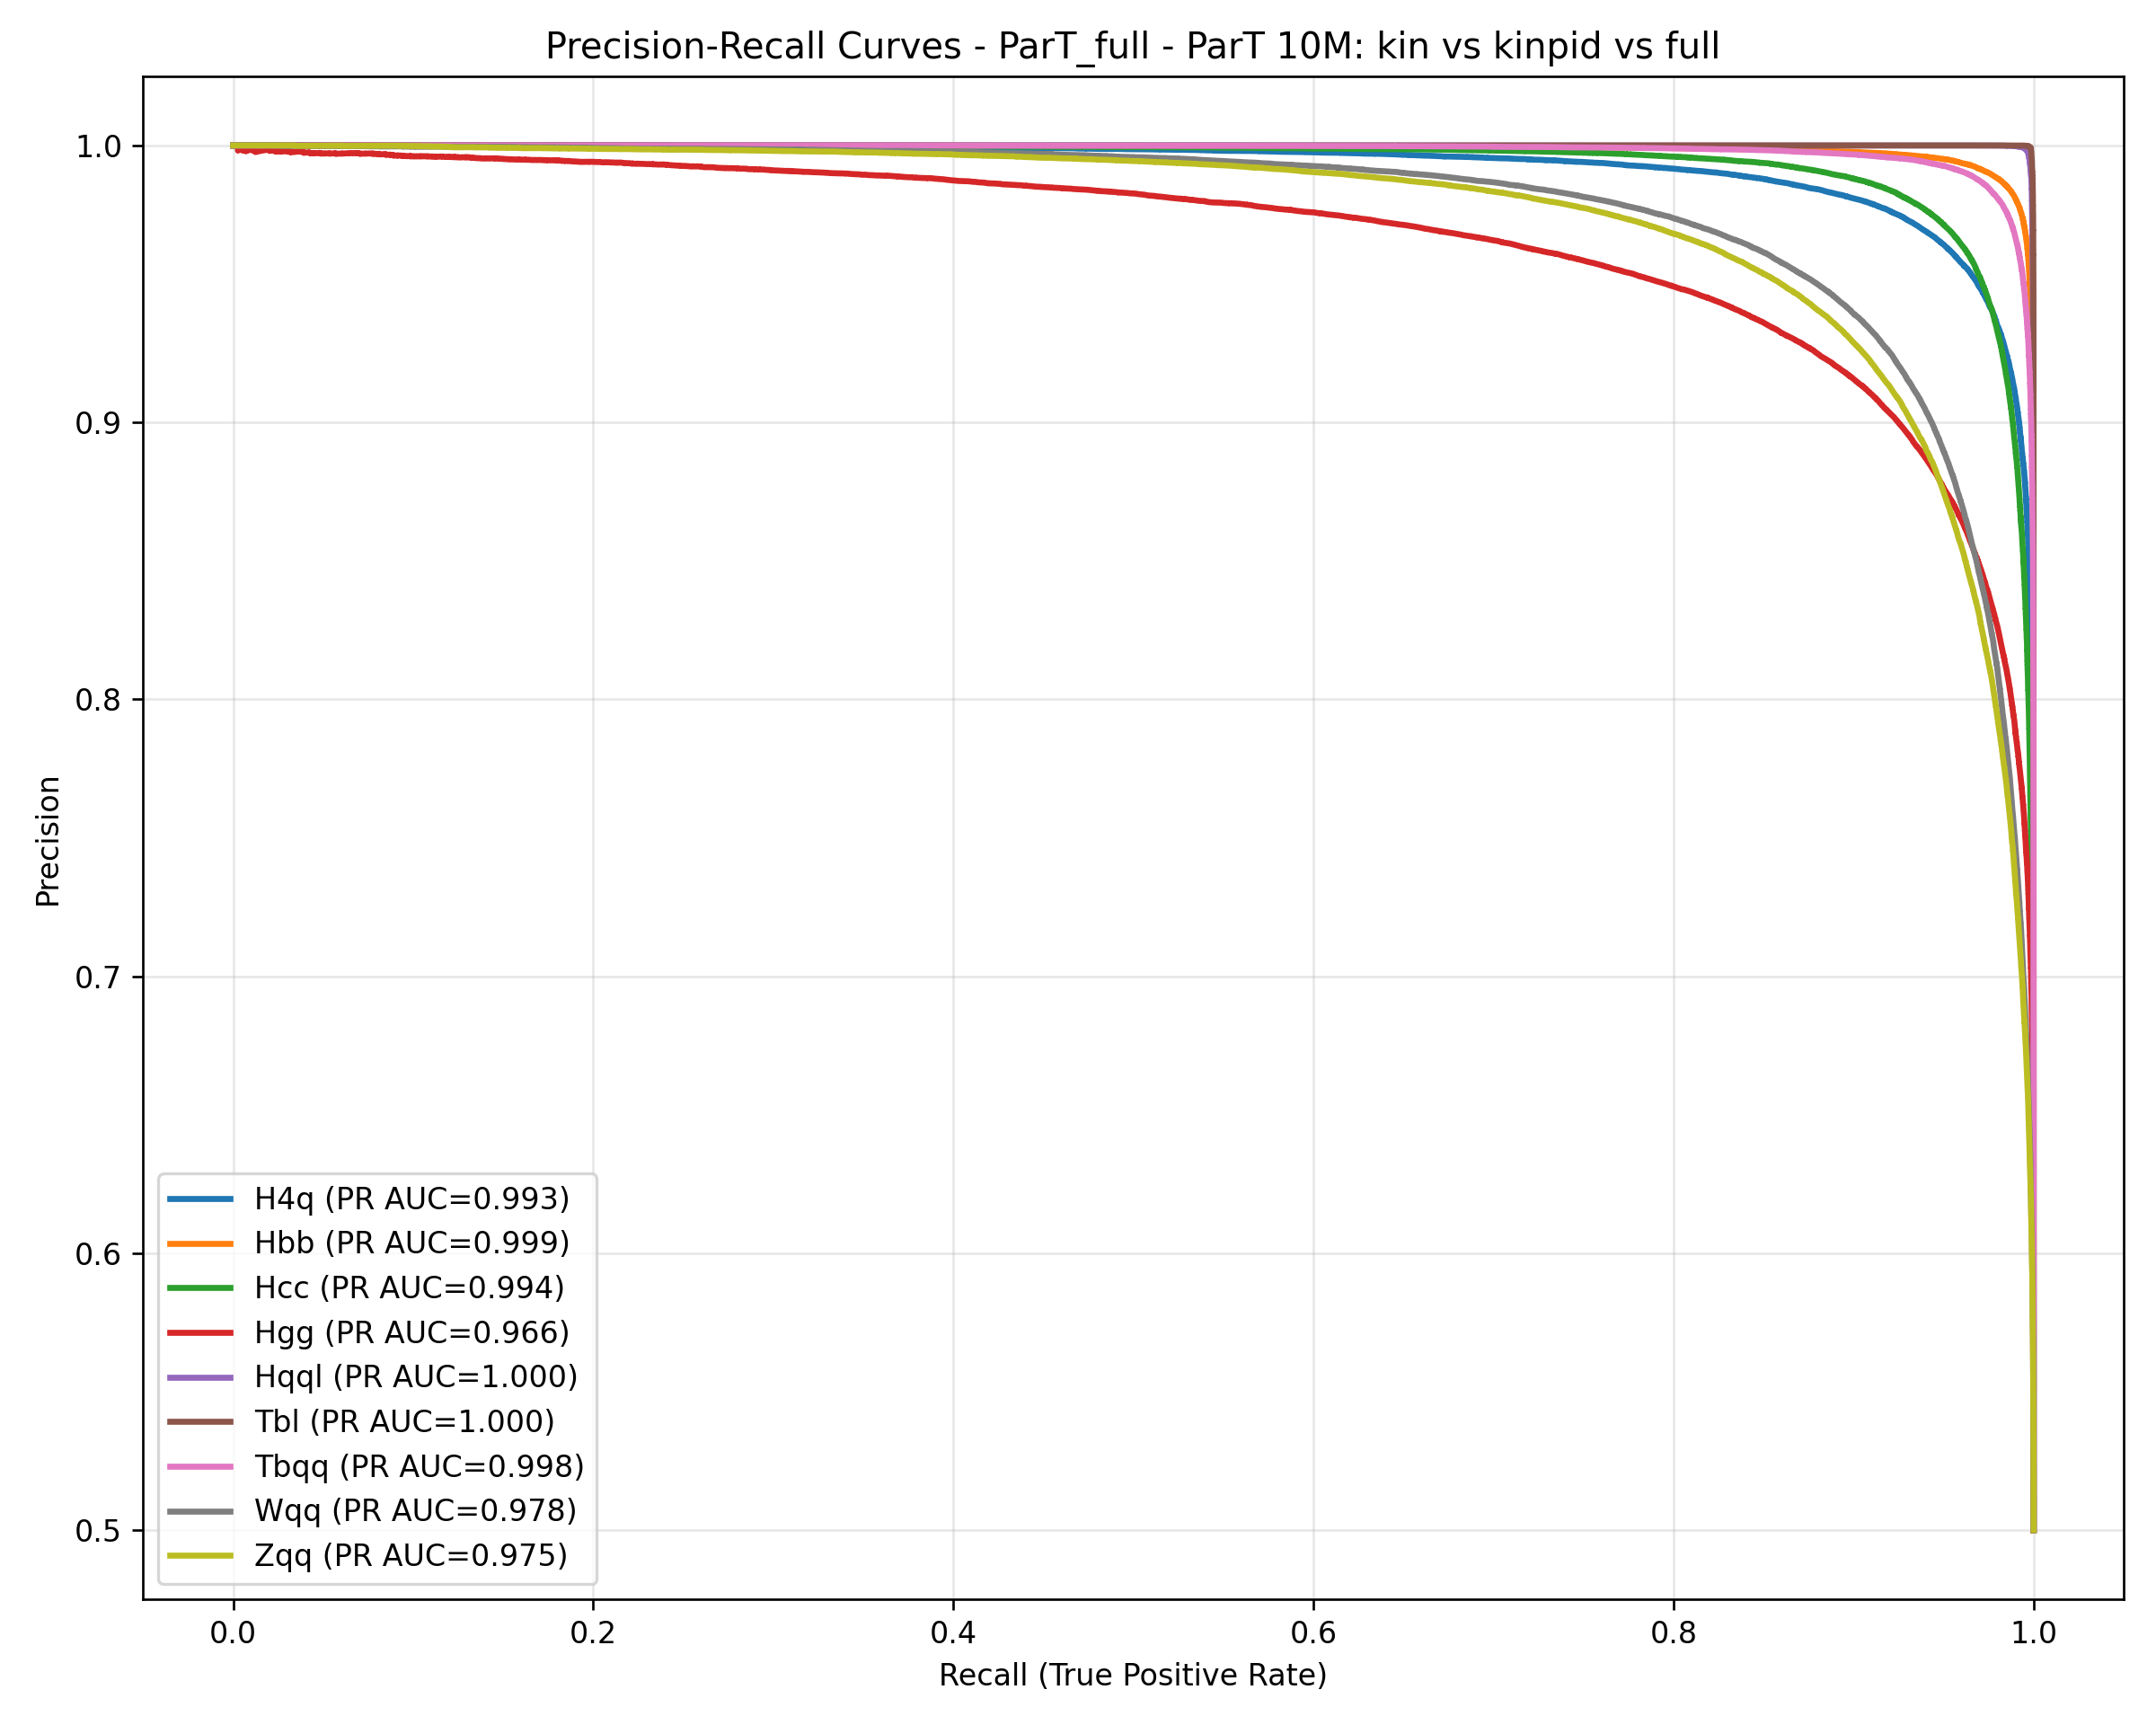 Precision-Recall Curves - ParT_full - ParT 10M: kin vs kinpid vs full
1.0
0.9
0.8
0.7
0.6
0.5
Precision
H4q (PR AUC=0.993)
Hbb (PR AUC=0.999)
Hcc (PR AUC=0.994)
Hgg (PR AUC=0.966)
Hqql (PR AUC=1.000)
Tbl (PR AUC=1.000)
Tbqq (PR AUC=0.998)
Wqq (PR AUC=0.978)
Zqq (PR AUC=0.975)
0.0 0.2 0.4 0.6 0.8 1.0
Recall (True Positive Rate)